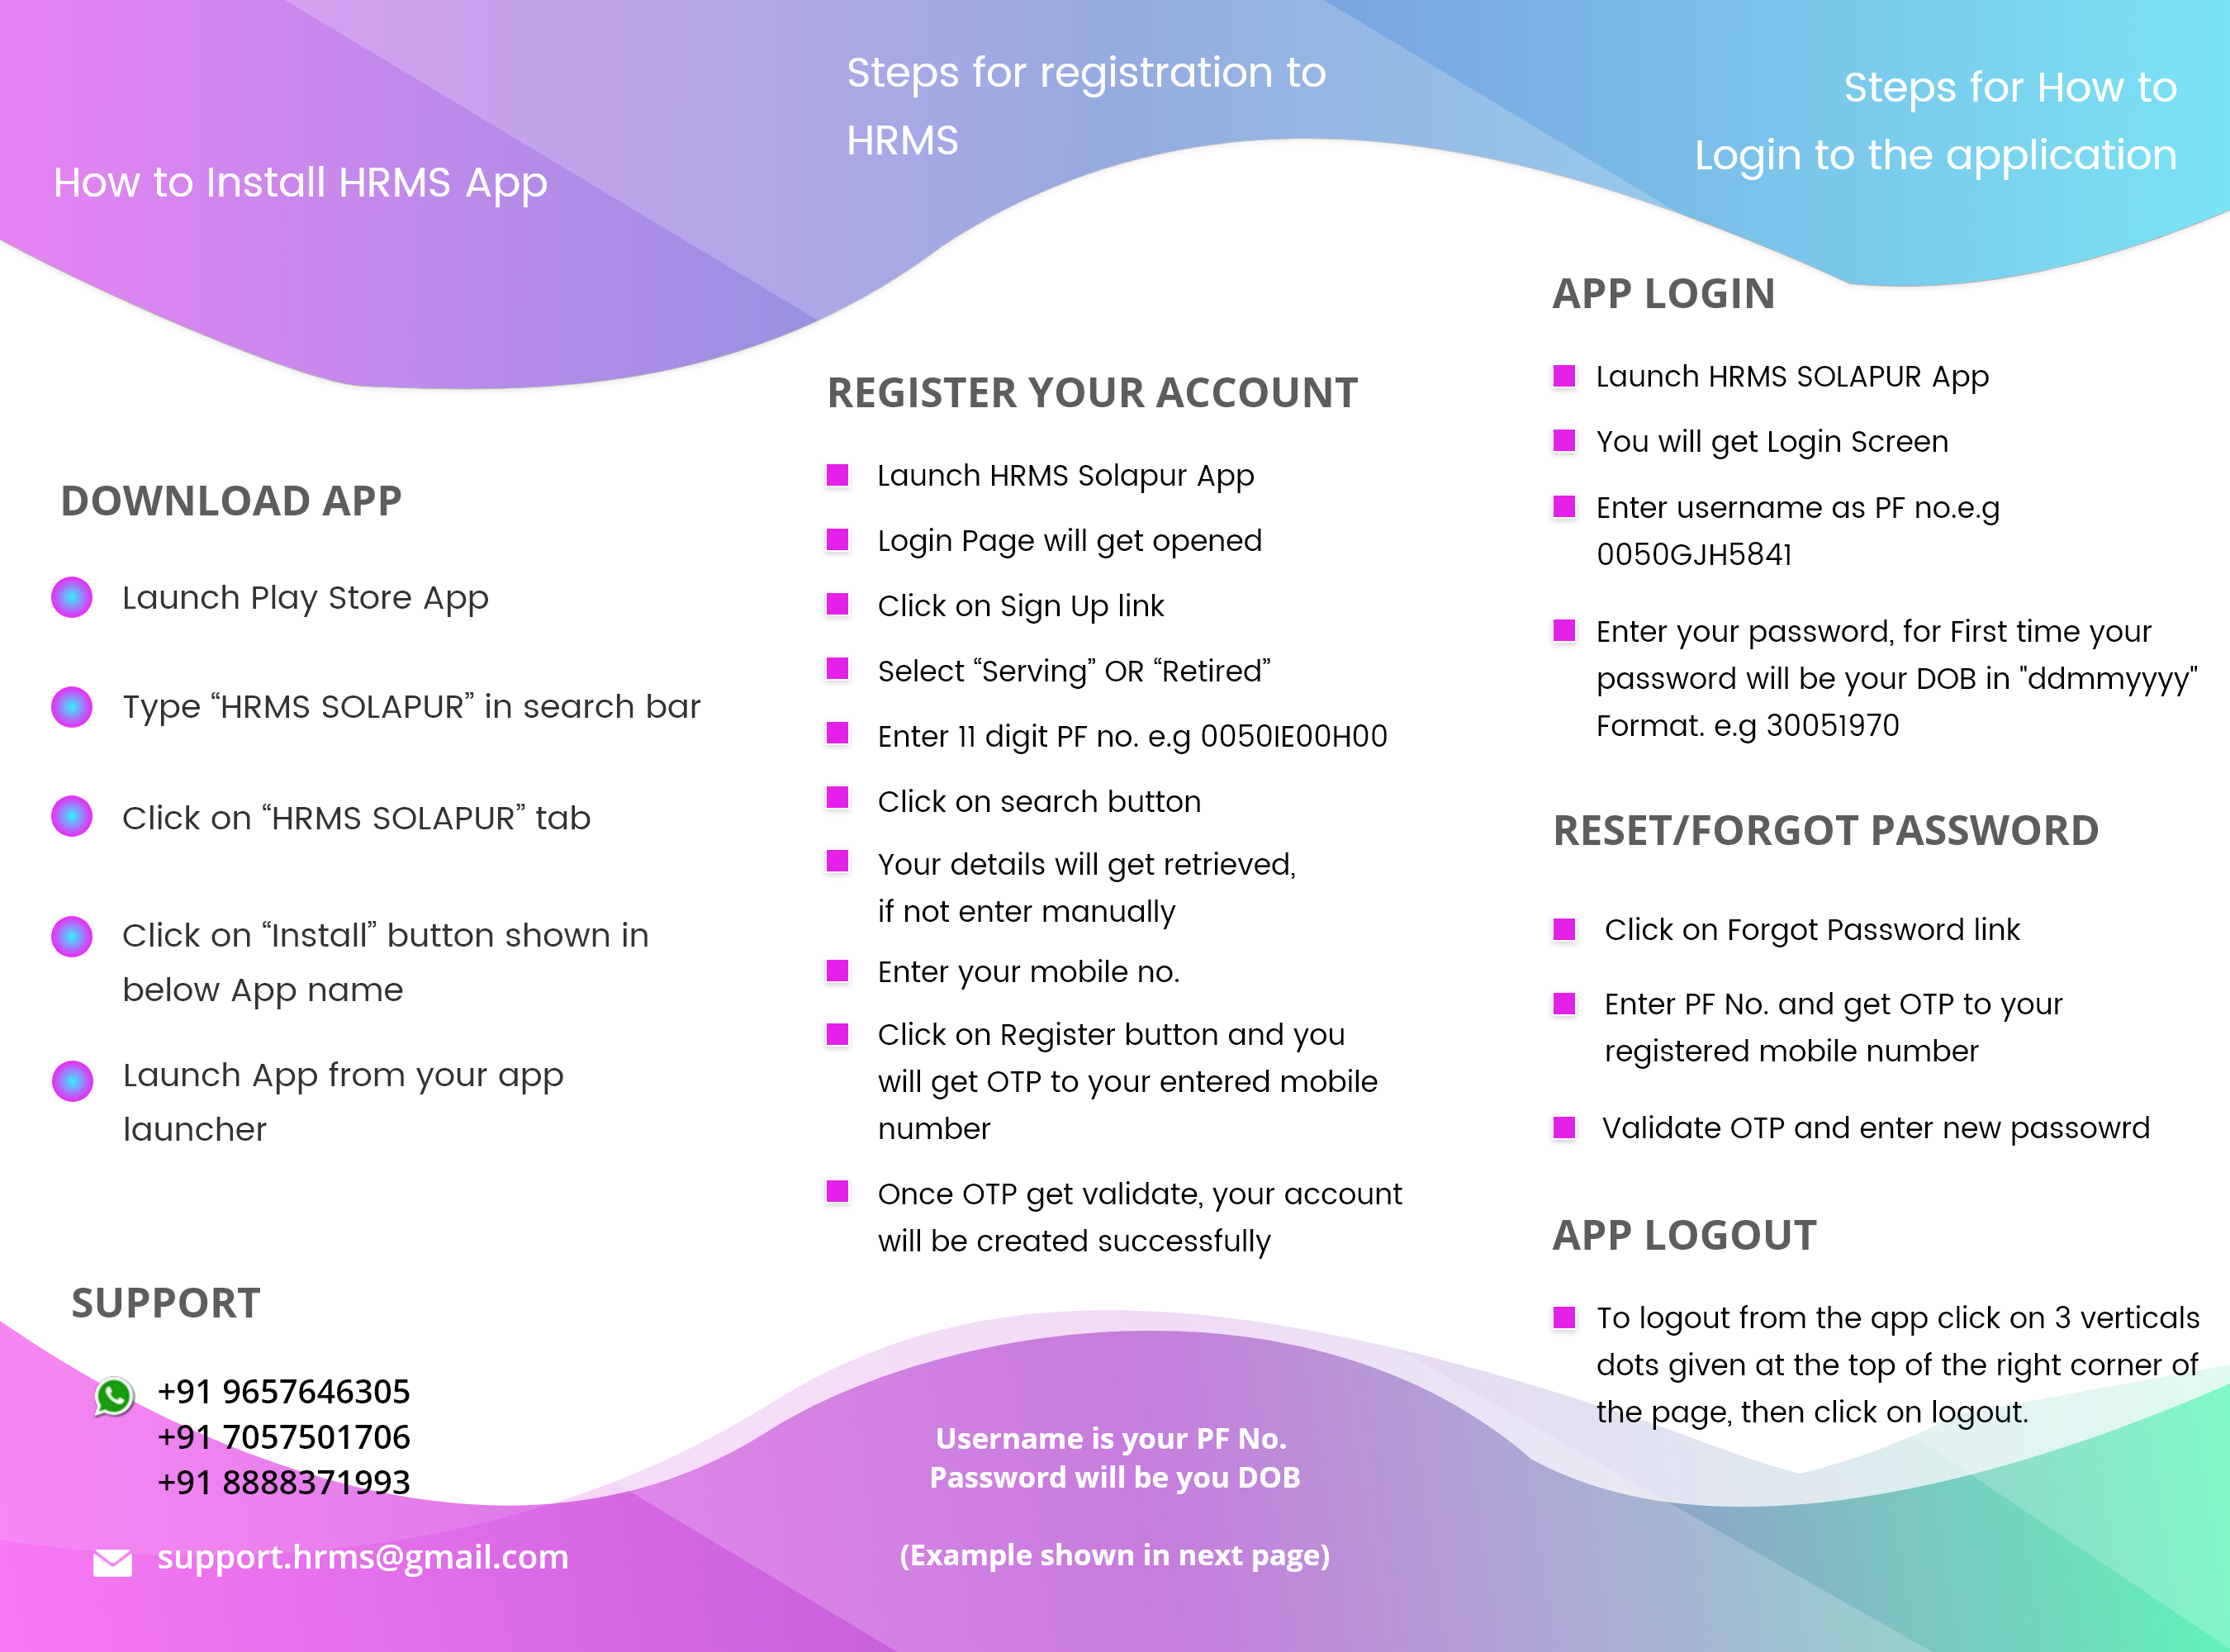 How to Install HRMS App
DOWNLOAD APP
Launch Play Store App
Type “HRMS SOLAPUR” in search bar
Click on “HRMS SOLAPUR” tab
Click on “Install” button shown in
below App name
Launch App from your app
launcher
SUPPORT
+91 9657646305
+91 7057501706
+91 8888371993
support.hrms@gmail.com
Steps for registration to
HRMS
REGISTER YOUR ACCOUNT
Launch HRMS Solapur App
Login Page will get opened
Click on Sign Up link
Select “Serving” OR “Retired”
Enter 11 digit PF no. e.g 0050IE00H00
Click on search button
Your details will get retrieved,
if not enter manually
Enter your mobile no.
Click on Register button and you
will get OTP to your entered mobile
number
Once OTP get validate, your account
will be created successfully
Username is your PF No.
Password will be you DOB
(Example shown in next page)
Steps for How to
Login to the application
APP LOGIN
Launch HRMS SOLAPUR App
You will get Login Screen
Enter username as PF no.e.g
0050GJH5841
Enter your password, for First time your
password will be your DOB in "ddmmyyyy"
Format. e.g 30051970
RESET/FORGOT PASSWORD
Click on Forgot Password link
Enter PF No. and get OTP to your
registered mobile number
Validate OTP and enter new passowrd
APP LOGOUT
To logout from the app click on 3 verticals
dots given at the top of the right corner of
the page, then click on logout.